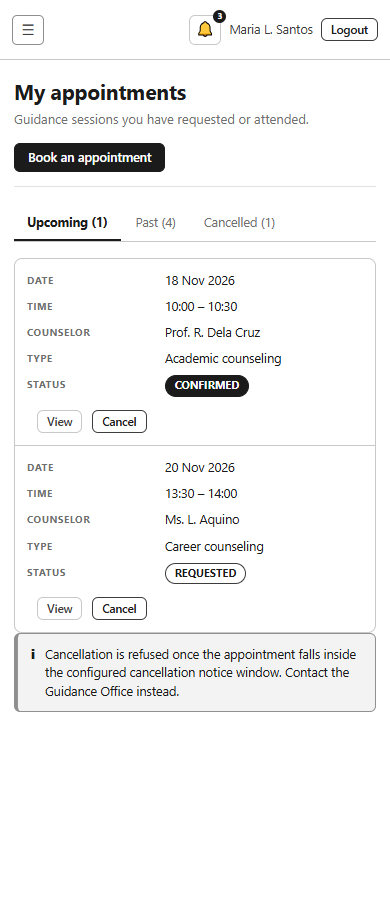 ☰
3
Maria L. Santos
Logout
My appointments
Guidance sessions you have requested or attended.
Book an appointment
Upcoming (1)
Past (4)
Cancelled (1)
DATE 18 Nov 2026
TIME 10:00 – 10:30
COUNSELOR Prof. R. Dela Cruz
TYPE Academic counseling
STATUS CONFIRMED
View Cancel
DATE 20 Nov 2026
TIME 13:30 – 14:00
COUNSELOR Ms. L. Aquino
TYPE Career counseling
STATUS REQUESTED
View Cancel
i Cancellation is refused once the appointment falls inside
the configured cancellation notice window. Contact the
Guidance Office instead.